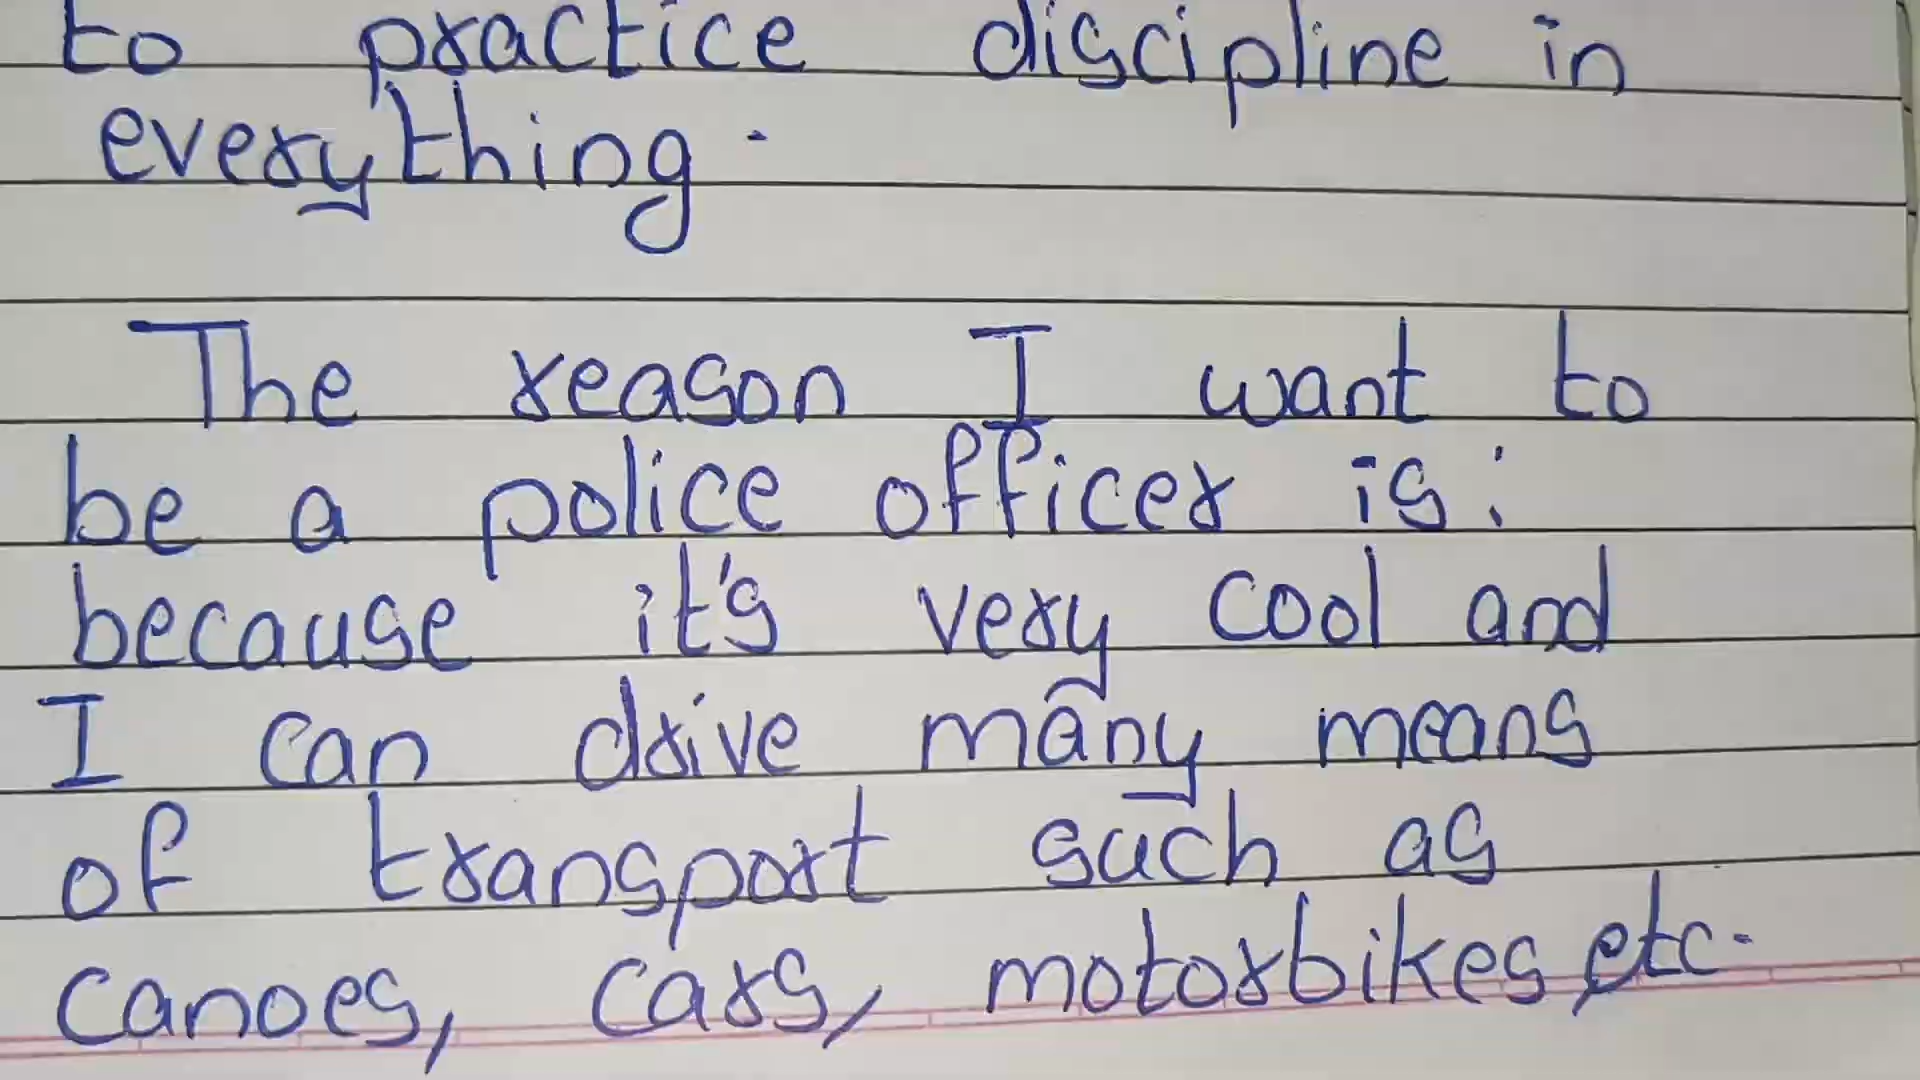 to practice discipline in
everything.
The reason I want to
be a police officer is:
because it's very cool and
I can drive many means
of transport such as
canoes, cars, motorbikes, etc.